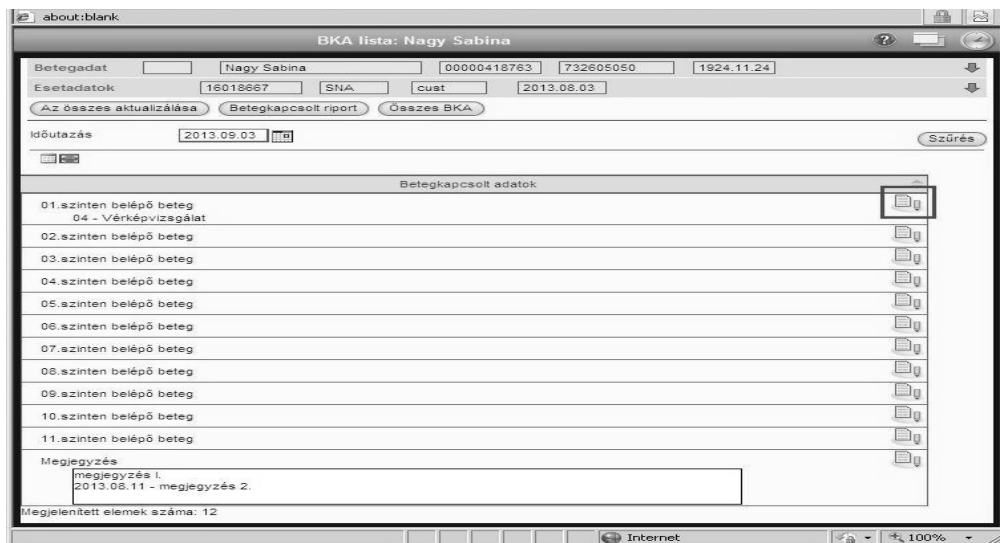 about:blank
BKA lista: Nagy Sabina
Betegadat Nagy Sabina 00000418763 732605050 1924.11.24
Esetadatok 16018667 SNA cust 2013.08.03
Az összes aktualizálása Betegkapcsolt riport Összes BKA
Időutazás 2013.09.03 Szűrés
Betegkapcsolt adatok
01.szinten belépő beteg
04 - Vérképvizsgálat
02.szinten belépő beteg
03.szinten belépő beteg
04.szinten belépő beteg
05.szinten belépő beteg
06.szinten belépő beteg
07.szinten belépő beteg
08.szinten belépő beteg
09.szinten belépő beteg
10.szinten belépő beteg
11.szinten belépő beteg
Megjegyzés
megjegyzés I.
2013.08.11 - megjegyzés 2.
Megjelenített elemek száma: 12
Internet 100%